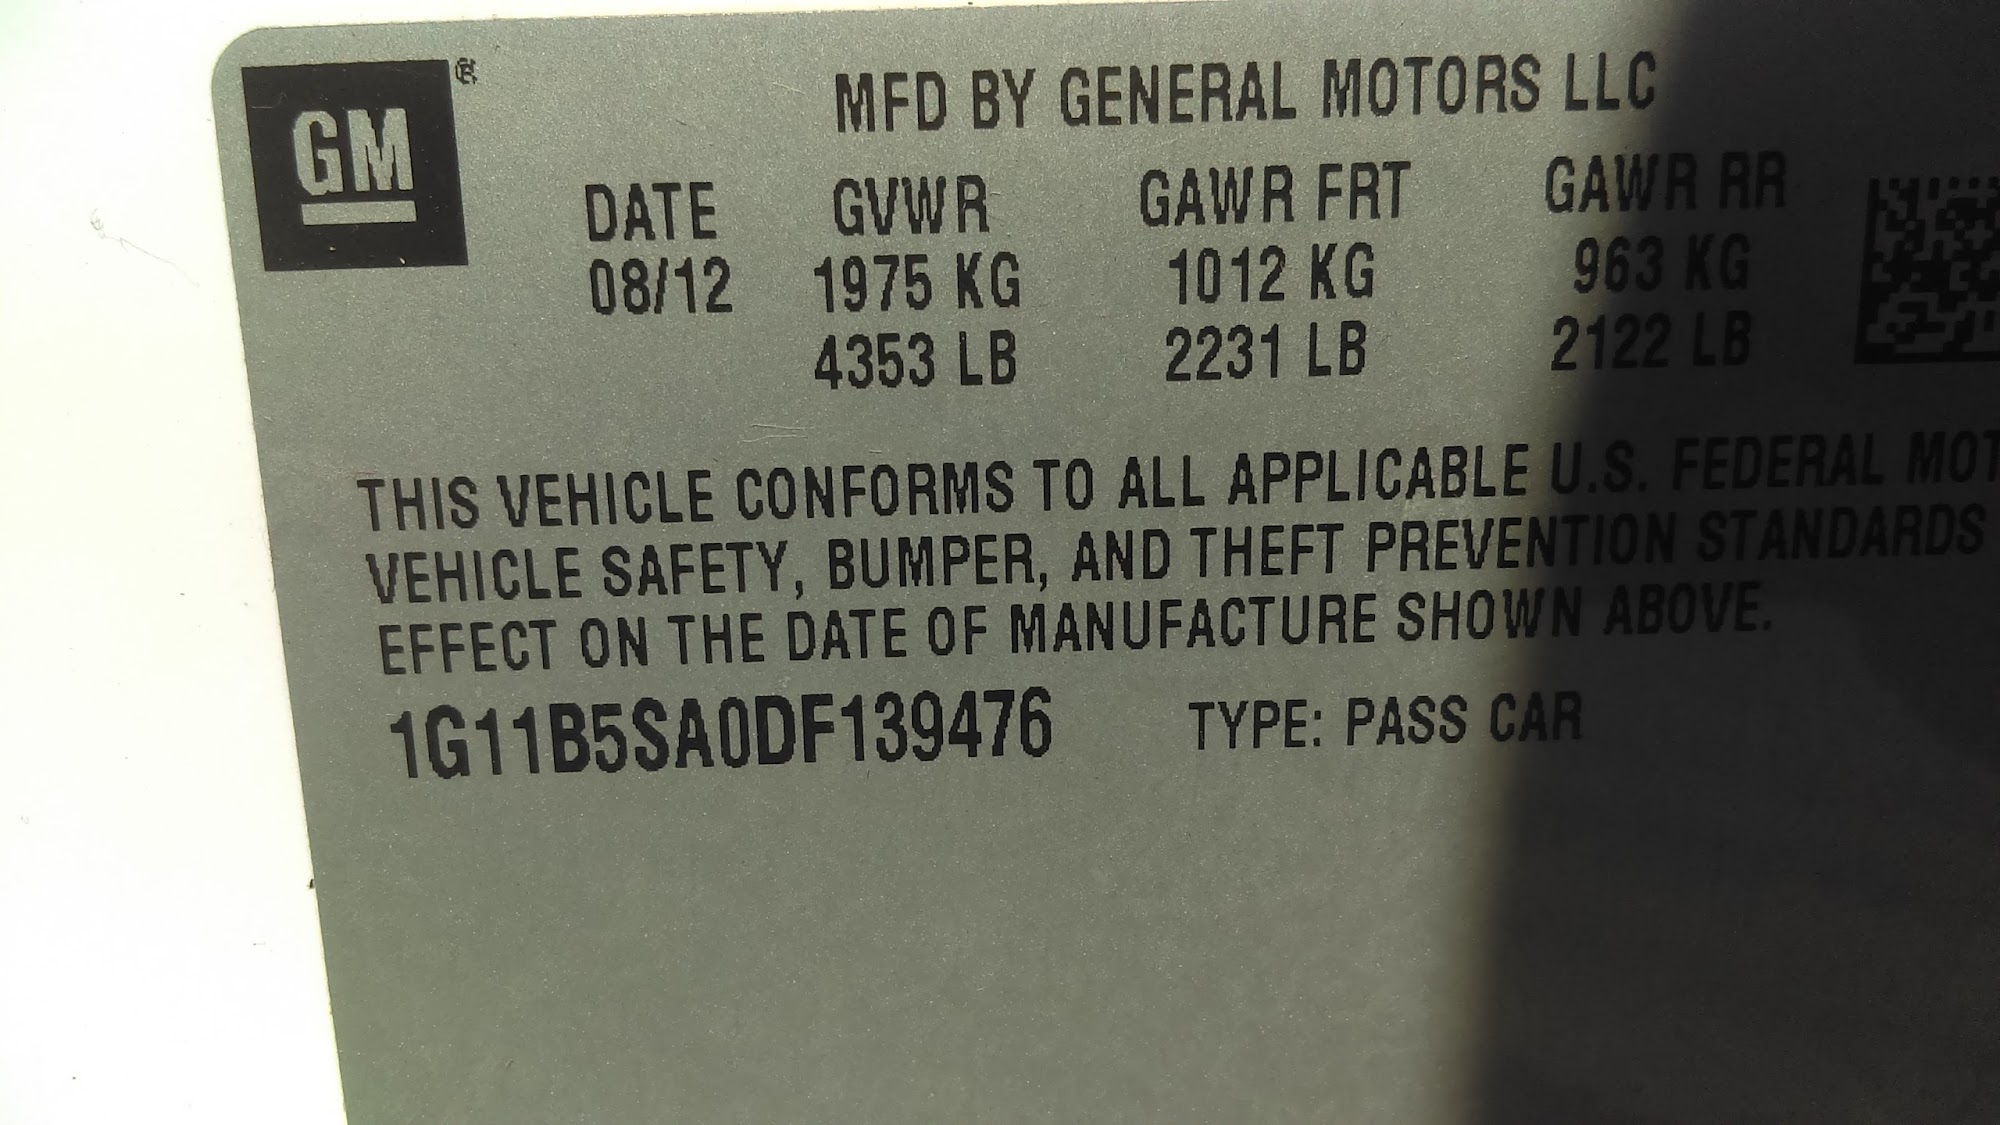 GM ®
MFD BY GENERAL MOTORS LLC
DATE GVWR GAWR FRT GAWR RR
08/12 1975 KG 1012 KG 963 KG
4353 LB 2231 LB 2122 LB
THIS VEHICLE CONFORMS TO ALL APPLICABLE U.S. FEDERAL MOT
VEHICLE SAFETY, BUMPER, AND THEFT PREVENTION STANDARDS
EFFECT ON THE DATE OF MANUFACTURE SHOWN ABOVE.
1G11B5SA0DF139476 TYPE: PASS CAR